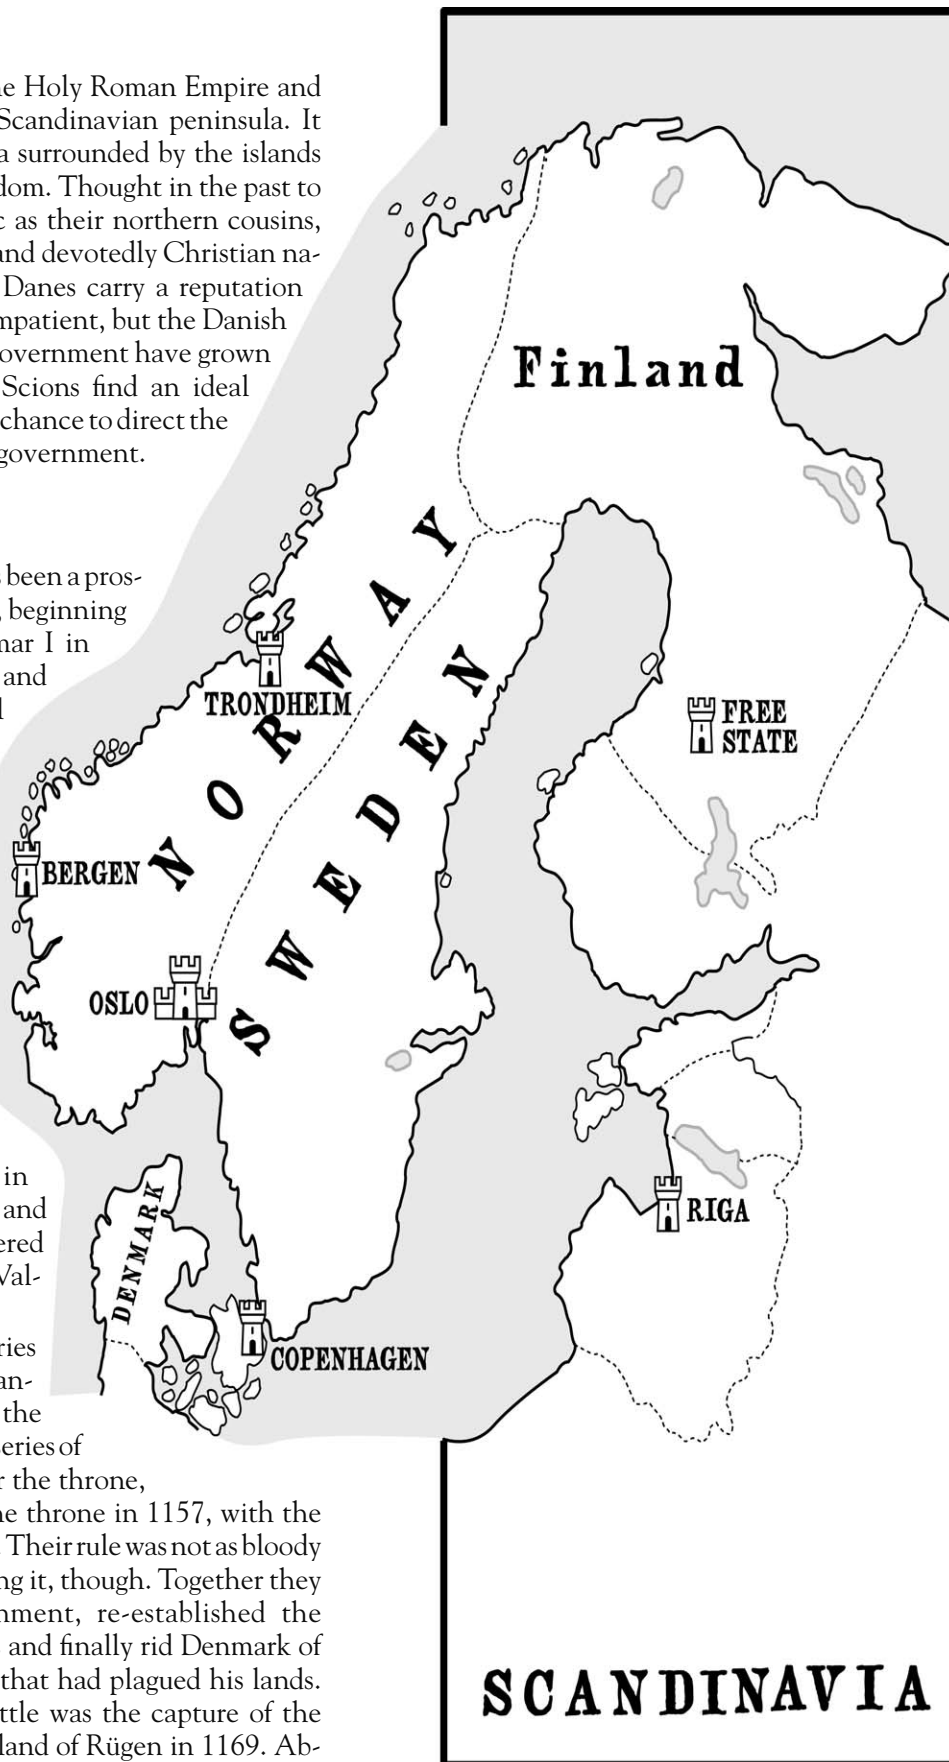 ne Holy Roman Empire and
Scandinavian peninsula. It
a surrounded by the islands
dom. Thought in the past to
c as their northern cousins,
and devotedly Christian na-
Danes carry a reputation
mpatient, but the Danish
overnment have grown
Scions find an ideal
chance to direct the
government.
s been a pros-
, beginning
mar I in
and
l
in
and
ered
Val-
ries
an-
the
series of
r the throne,
ne throne in 1157, with the
. Their rule was not as bloody
ng it, though. Together they
nment, re-established the
and finally rid Denmark of
that had plagued his lands.
ttle was the capture of the
land of Rügen in 1169. Ab-
Finland
NORWAY
TRONDHEIM
SWEDEN
FREE
STATE
BERGEN
OSLO
DENMARK
RIGA
COPENHAGEN
SCANDINAVIA